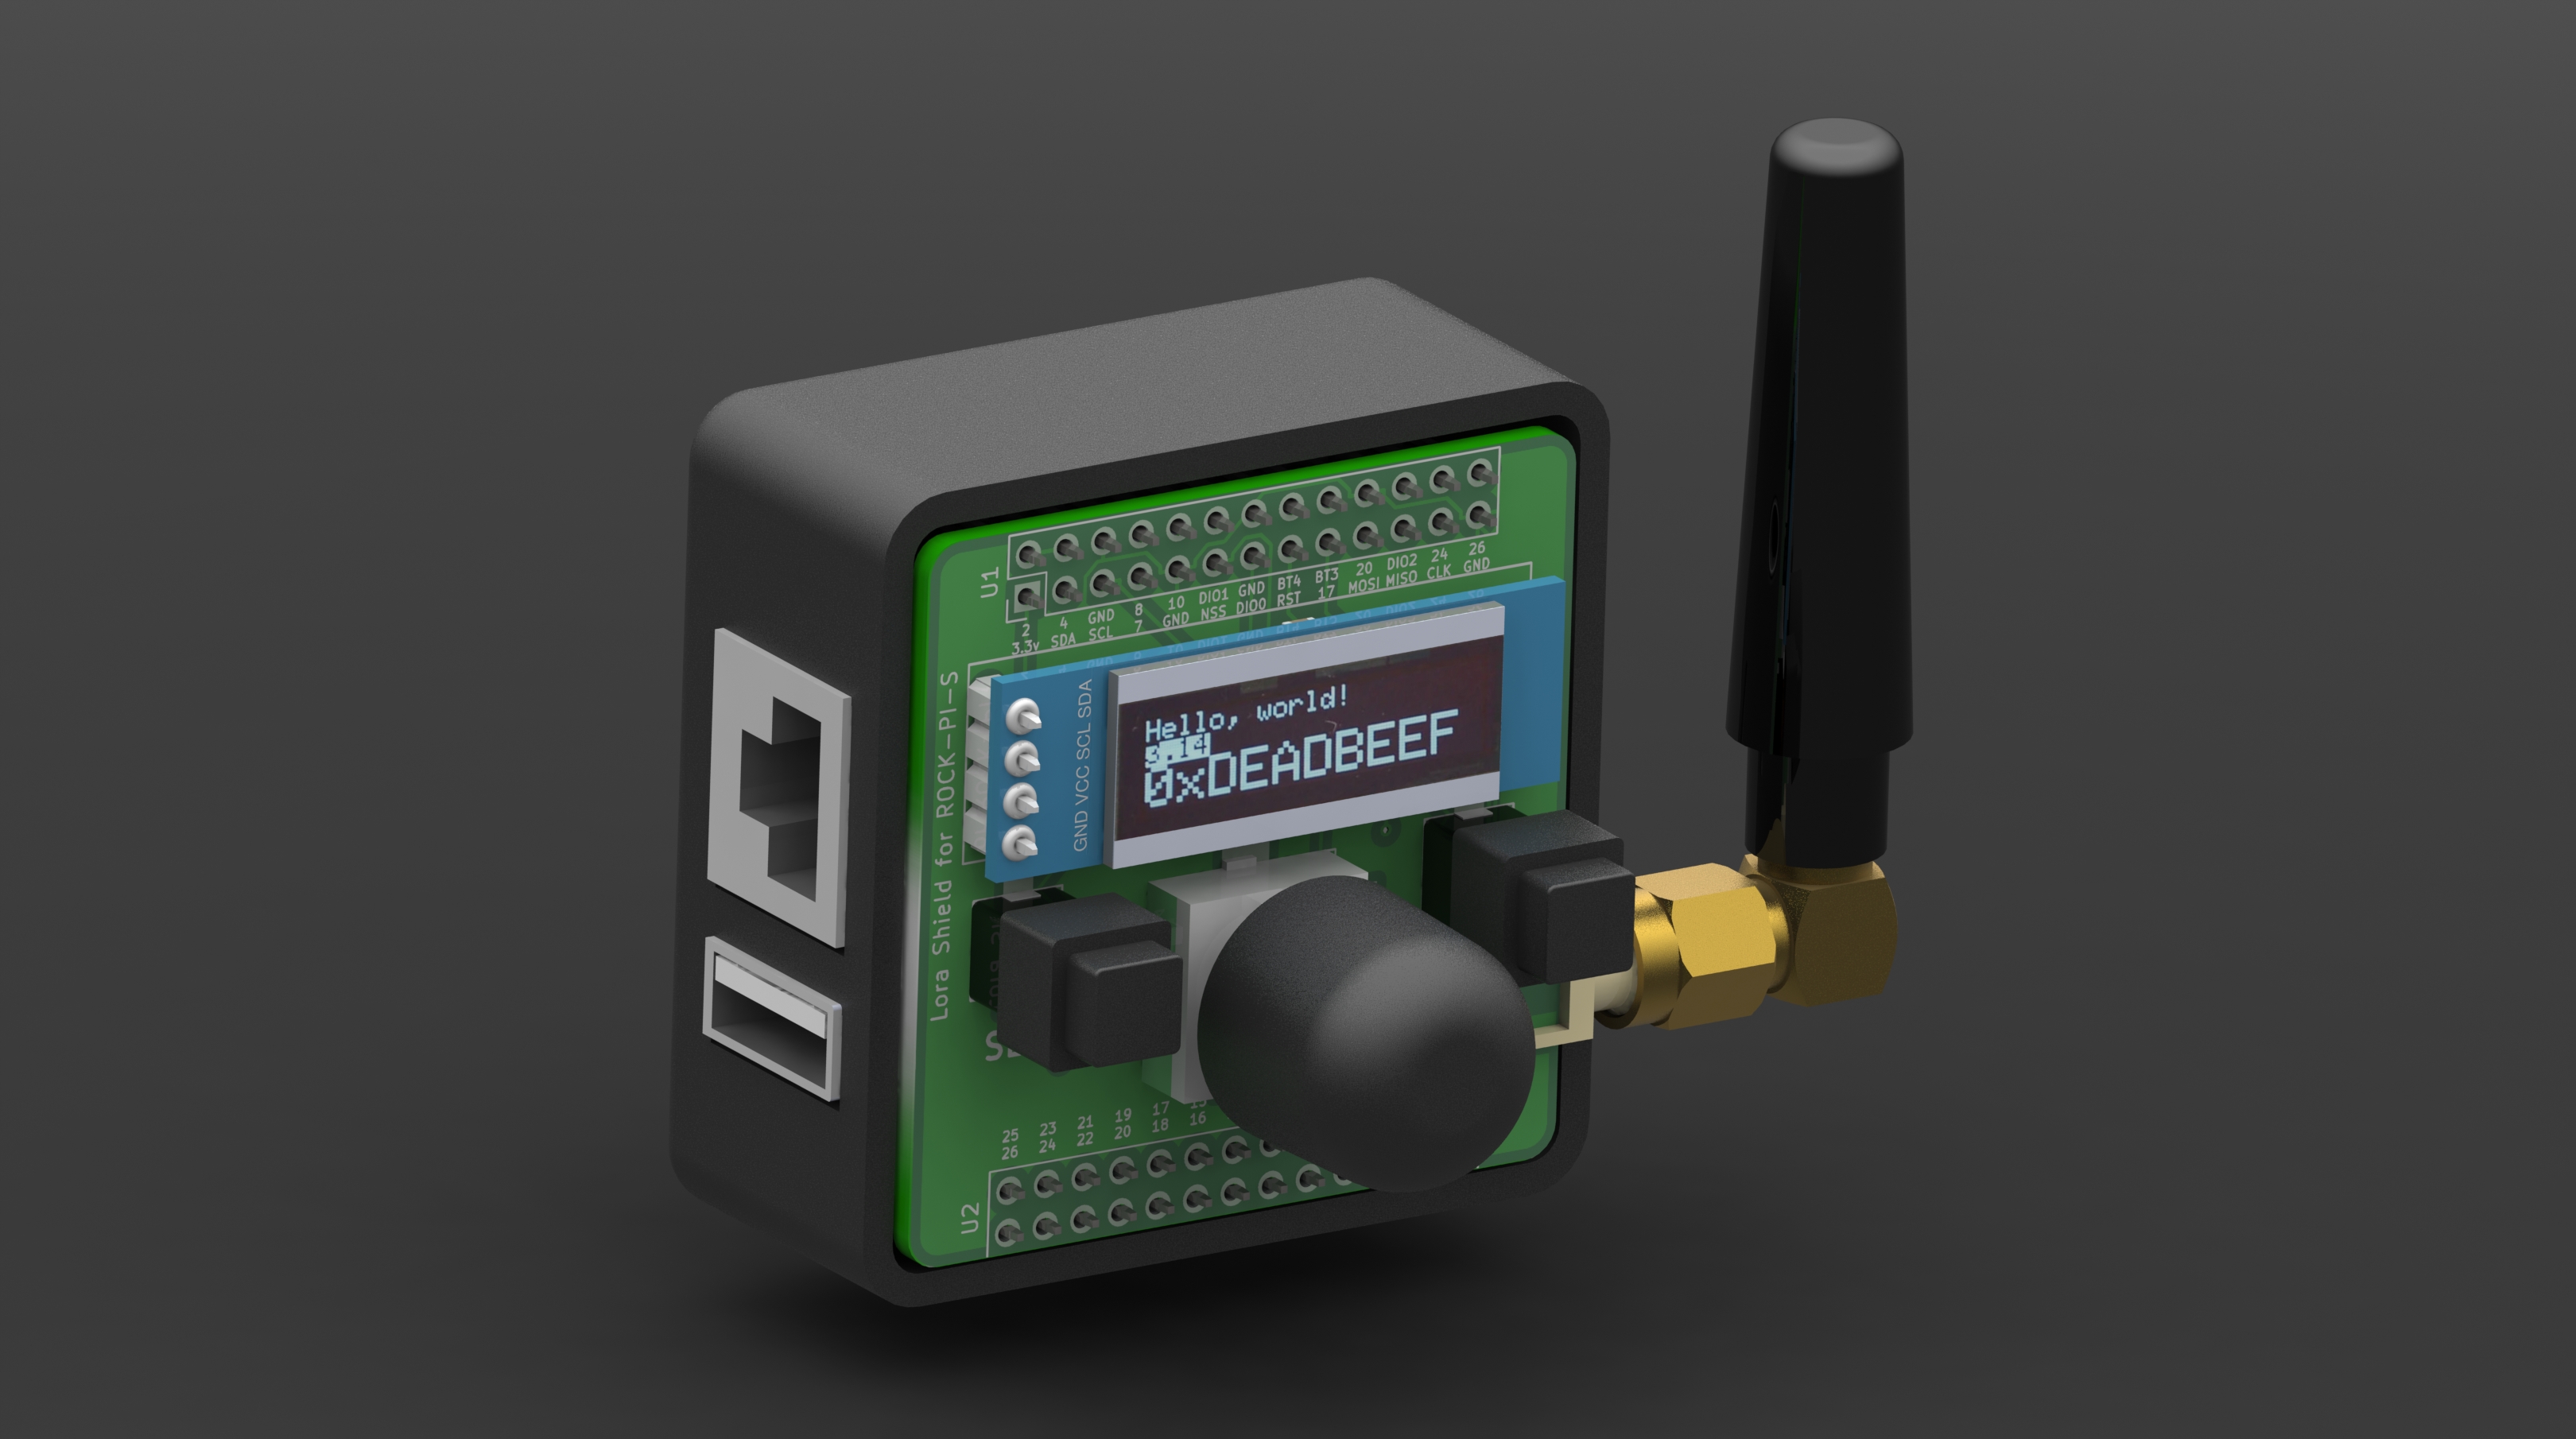 U1
2 4 GND 8 10 DIO1 GND BT4 BT3 20 DIO2 24 26
3.3v SDA SCL 7 GND NSS DIO0 RST 17 MOSI MISO CLK GND
Lora Shield for ROCK-PI-S
GND VCC SCL SDA
Hello, world!
0xDEADBEEF
25 23 21 19 17 15
26 24 22 20 18 16
U2